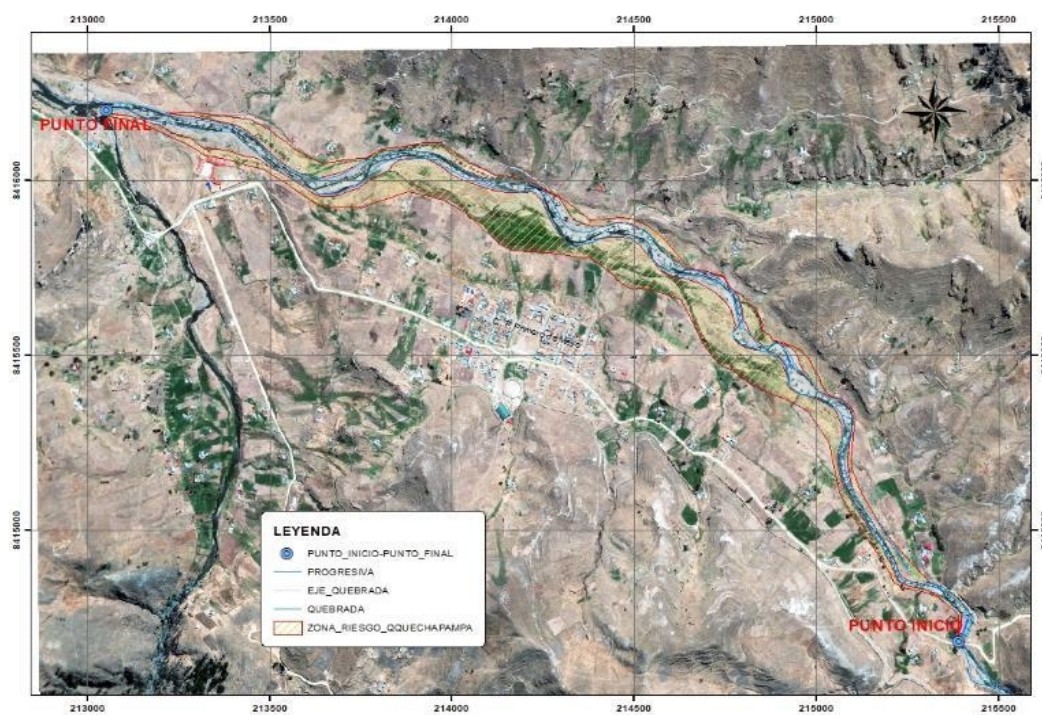 213000 213500 214000 214500 215000 215500
PUNTO FINAL
8416000
8415500
8415000
LEYENDA
PUNTO_INICIO-PUNTO_FINAL
PROGRESIVA
EJE_QUEBRADA
QUEBRADA
ZONA_RIESGO_QQUECHAPAMPA
PUNTO INICIO
213000 213500 214000 214500 215000 215500